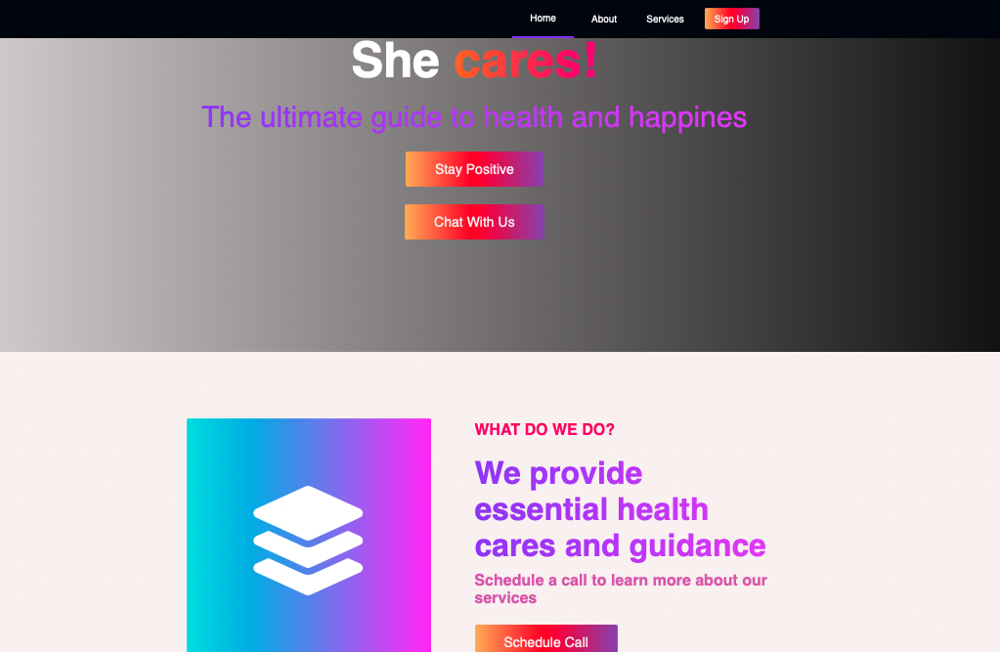 Home About Services Sign Up
She cares!
The ultimate guide to health and happines
Stay Positive
Chat With Us
WHAT DO WE DO?
We provide
essential health
cares and guidance
Schedule a call to learn more about our
services
Schedule Call